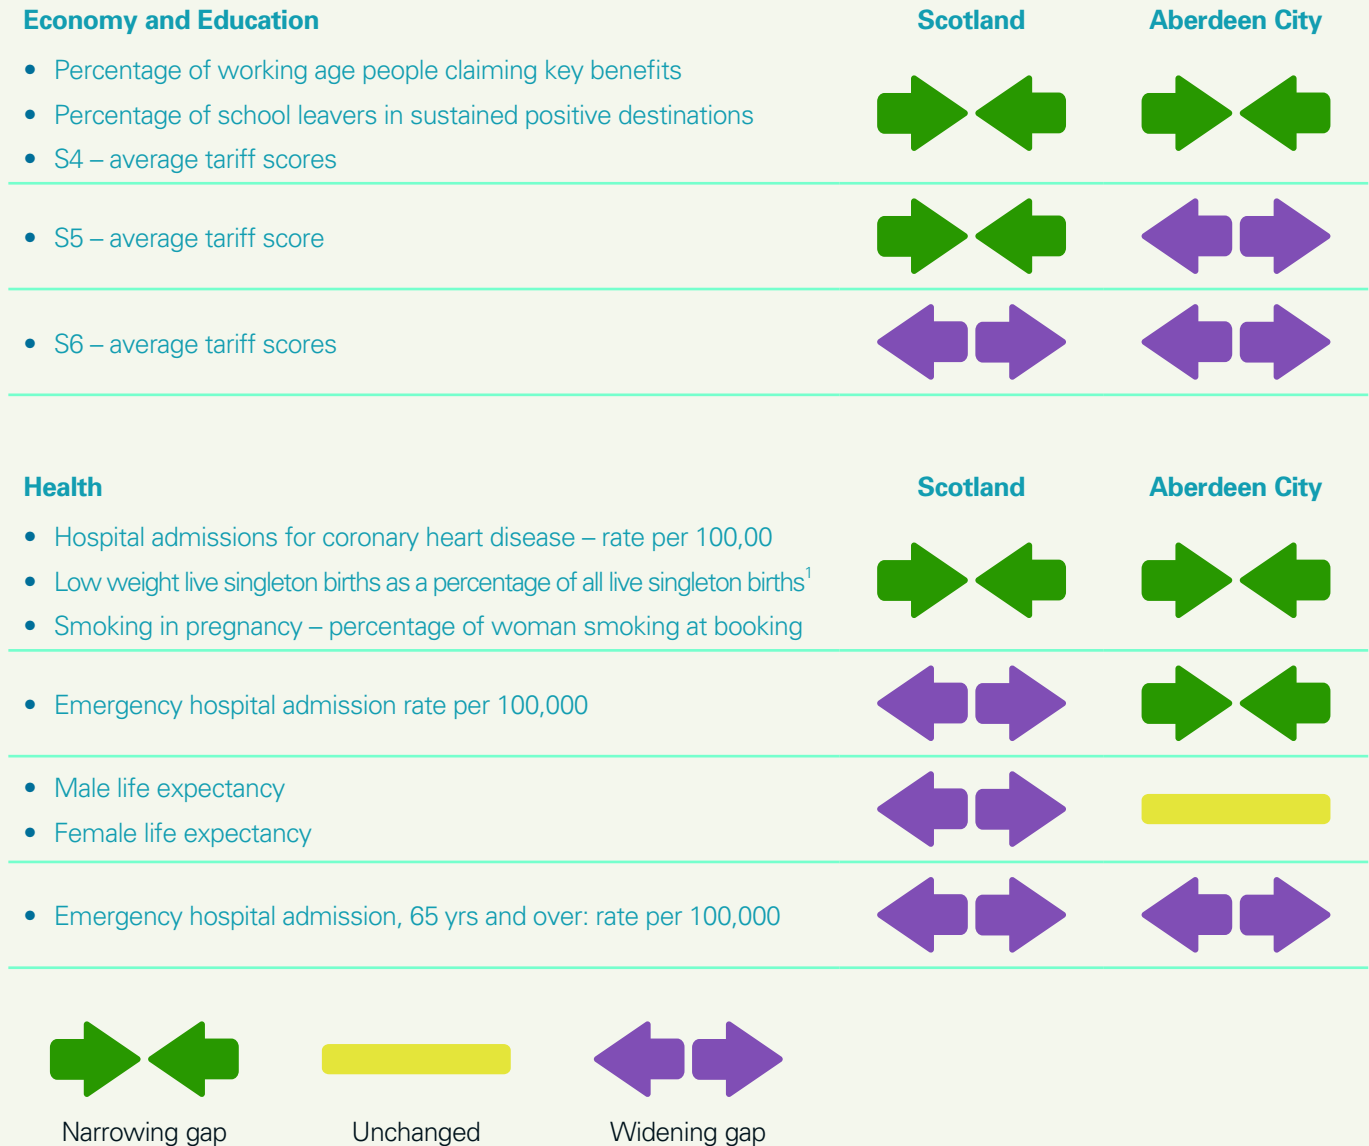 Economy and Education Scotland Aberdeen City
• Percentage of working age people claiming key benefits
• Percentage of school leavers in sustained positive destinations
• S4 – average tariff scores
• S5 – average tariff score
• S6 – average tariff scores
Health Scotland Aberdeen City
• Hospital admissions for coronary heart disease – rate per 100,00
• Low weight live singleton births as a percentage of all live singleton births¹
• Smoking in pregnancy – percentage of woman smoking at booking
• Emergency hospital admission rate per 100,000
• Male life expectancy
• Female life expectancy
• Emergency hospital admission, 65 yrs and over: rate per 100,000
Narrowing gap Unchanged Widening gap